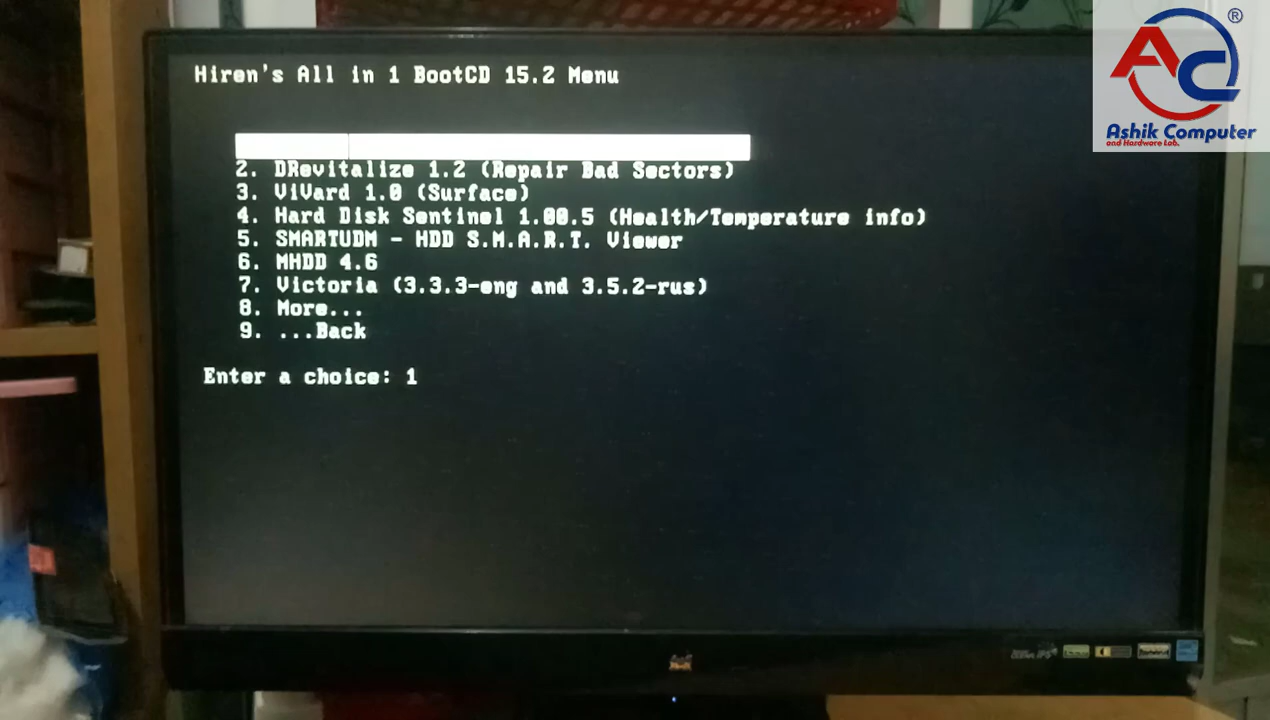 Hiren's All in 1 BootCD 15.2 Menu
2. DRevitalize 1.2 (Repair Bad Sectors)
3. ViVard 1.0 (Surface)
4. Hard Disk Sentinel 1.00.5 (Health/Temperature info)
5. SMARTUDM - HDD S.M.A.R.T. Viewer
6. MHDD 4.6
7. Victoria (3.3.3-eng and 3.5.2-rus)
8. More...
9. ...Back
Enter a choice: 1
AC ®
Ashik Computer
and Hardware Lab.